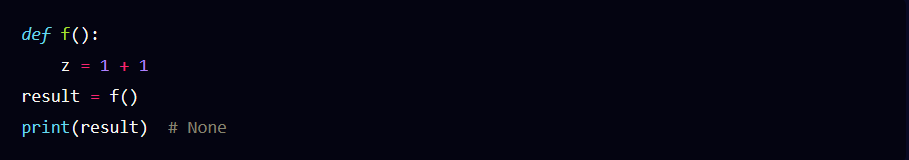 def f():
    z = 1 + 1
result = f()
print(result)  # None